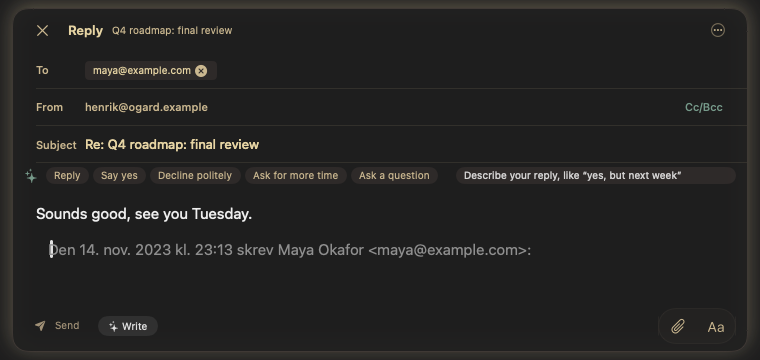 Reply Q4 roadmap: final review
To maya@example.com
From henrik@ogard.example Cc/Bcc
Subject Re: Q4 roadmap: final review
Reply Say yes Decline politely Ask for more time Ask a question Describe your reply, like “yes, but next week”
Sounds good, see you Tuesday.
Den 14. nov. 2023 kl. 23:13 skrev Maya Okafor <maya@example.com>:
Send Write Aa